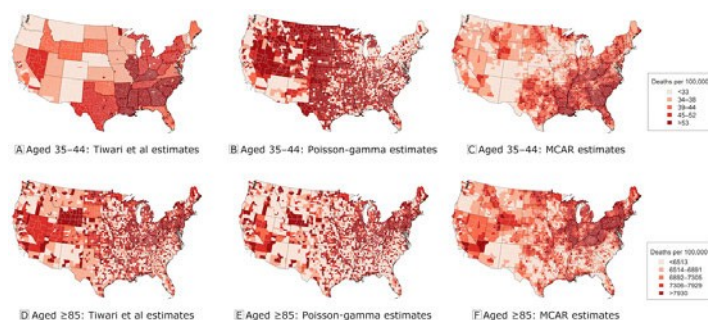 Deaths per 100,000
<33
34–38
39–44
45–52
>53
A Aged 35–44: Tiwari et al estimates
B Aged 35–44: Poisson-gamma estimates
C Aged 35–44: MCAR estimates
Deaths per 100,000
<6513
6514–6891
6892–7305
7306–7929
>7930
D Aged ≥85: Tiwari et al estimates
E Aged ≥85: Poisson-gamma estimates
F Aged ≥85: MCAR estimates